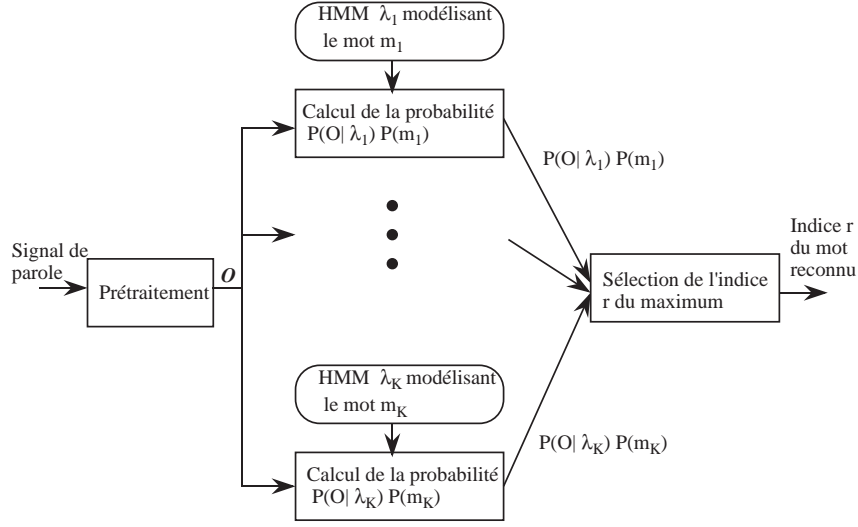 HMM λ1 modélisant
le mot m1
Calcul de la probabilité
P(O| λ1) P(m1)
P(O| λ1) P(m1)
Signal de
parole
Prétraitement
O
Sélection de l'indice
r du maximum
Indice r
du mot
reconnu
HMM λK modélisant
le mot mK
Calcul de la probabilité
P(O| λK) P(mK)
P(O| λK) P(mK)